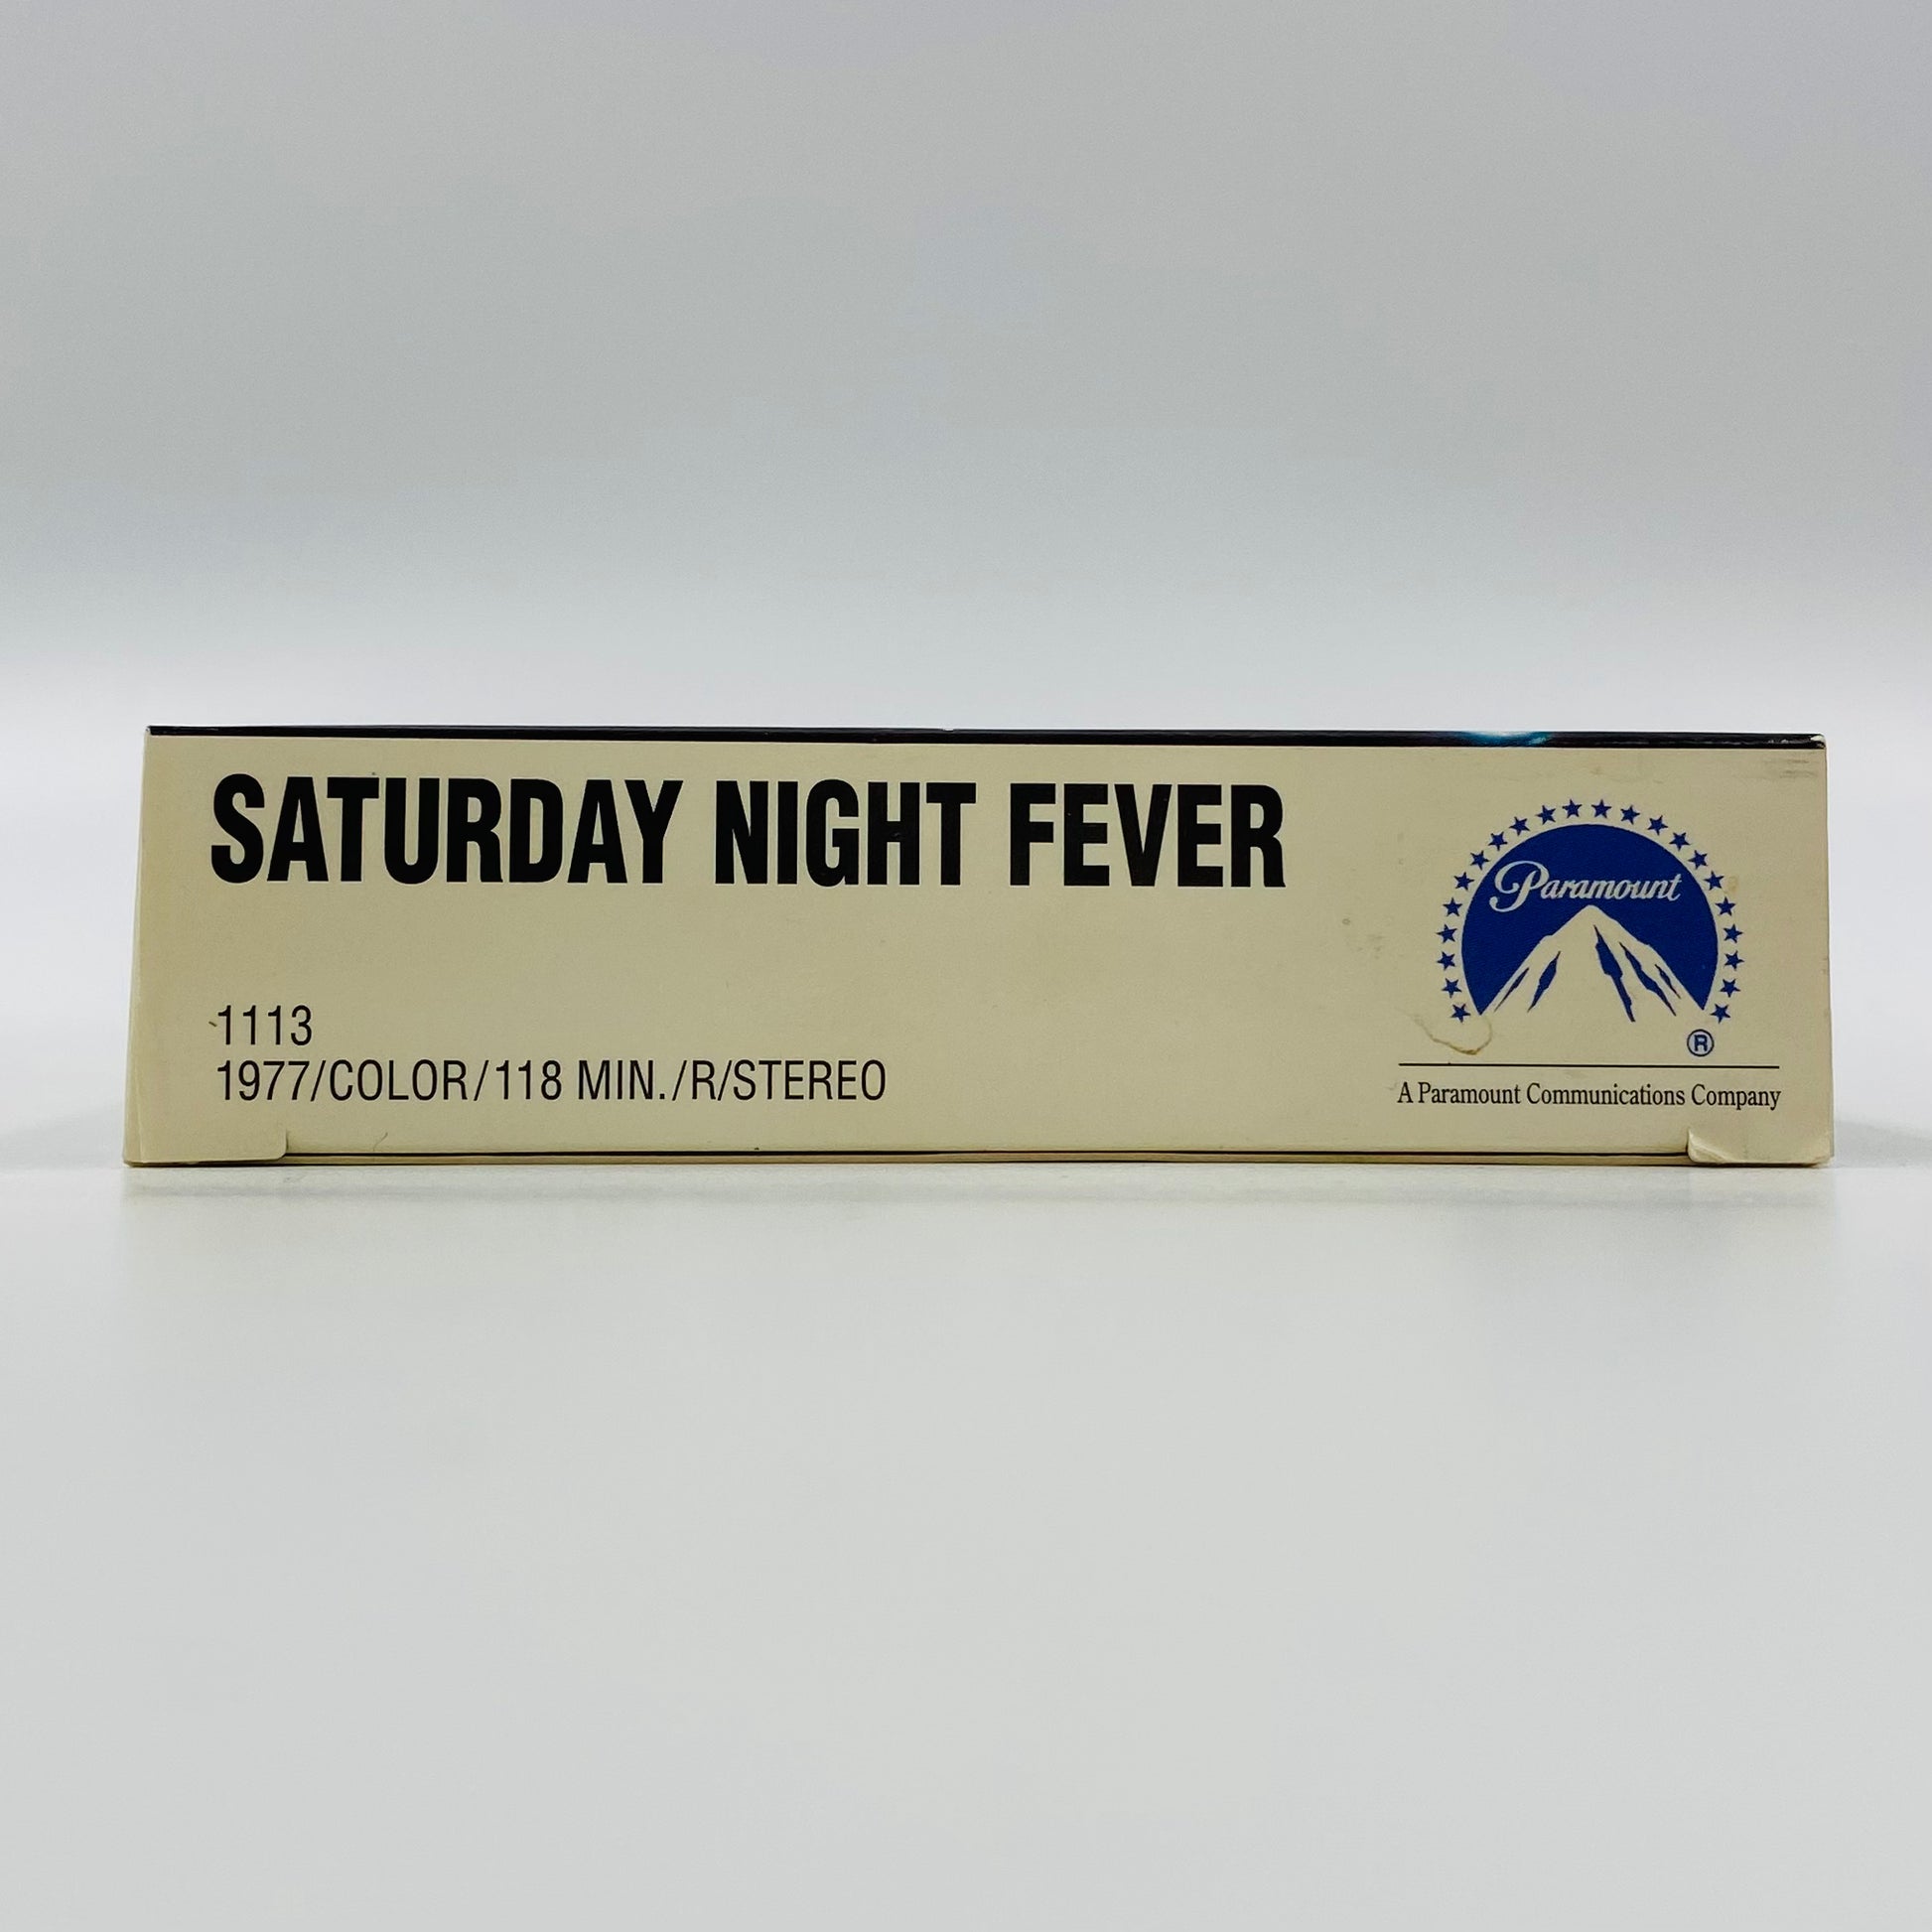 SATURDAY NIGHT FEVER
1113
1977/COLOR/118 MIN./R/STEREO
Paramount
®
A Paramount Communications Company